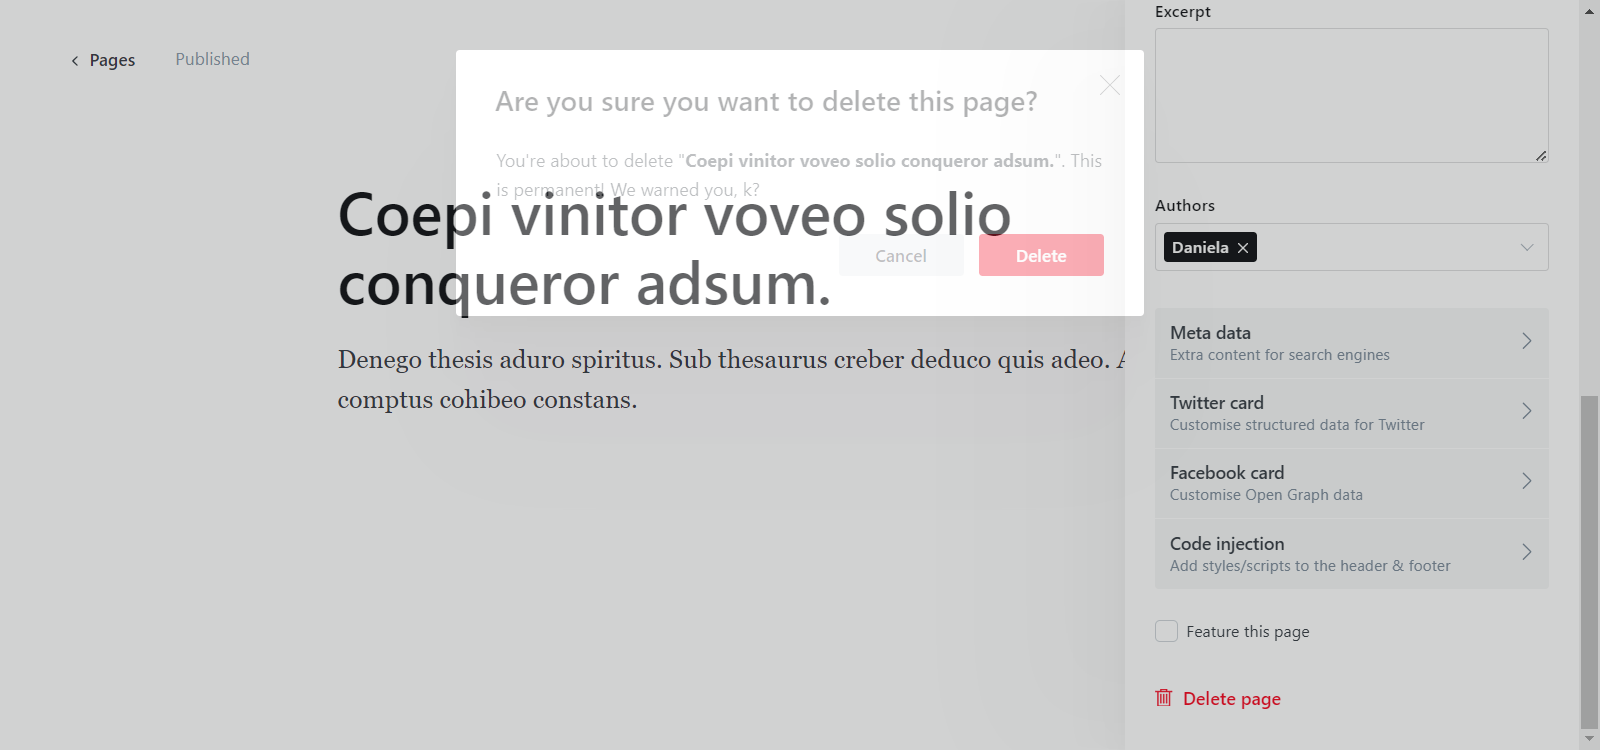 Pages
Published
Are you sure you want to delete this page?
You're about to delete "Coepi vinitor voveo solio conqueror adsum.". This
is permanent! We warned you, k?
Cancel
Delete
Coepi vinitor voveo solio
conqueror adsum.
Denego thesis aduro spiritus. Sub thesaurus creber deduco quis adeo.
comptus cohibeo constans.
Excerpt
Authors
Daniela
Meta data
Extra content for search engines
Twitter card
Customise structured data for Twitter
Facebook card
Customise Open Graph data
Code injection
Add styles/scripts to the header & footer
Feature this page
Delete page